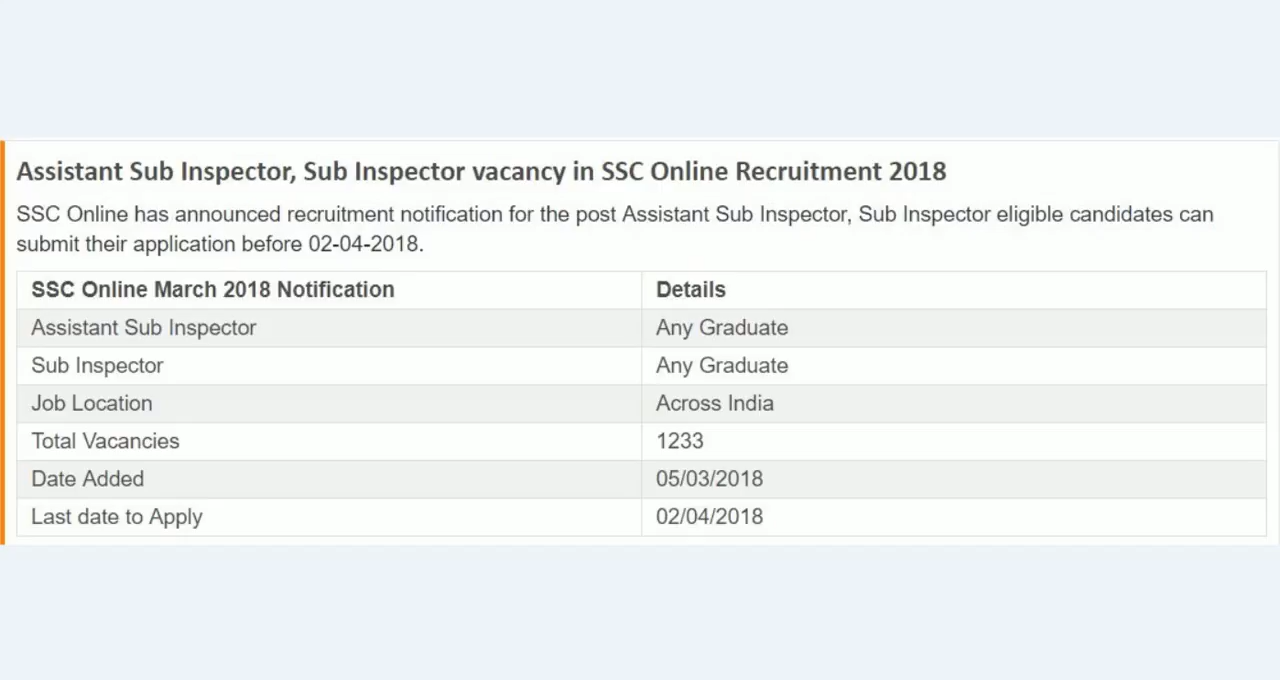 Assistant Sub Inspector, Sub Inspector vacancy in SSC Online Recruitment 2018
SSC Online has announced recruitment notification for the post Assistant Sub Inspector, Sub Inspector eligible candidates can
submit their application before 02-04-2018.
SSC Online March 2018 Notification Details
Assistant Sub Inspector Any Graduate
Sub Inspector Any Graduate
Job Location Across India
Total Vacancies 1233
Date Added 05/03/2018
Last date to Apply 02/04/2018